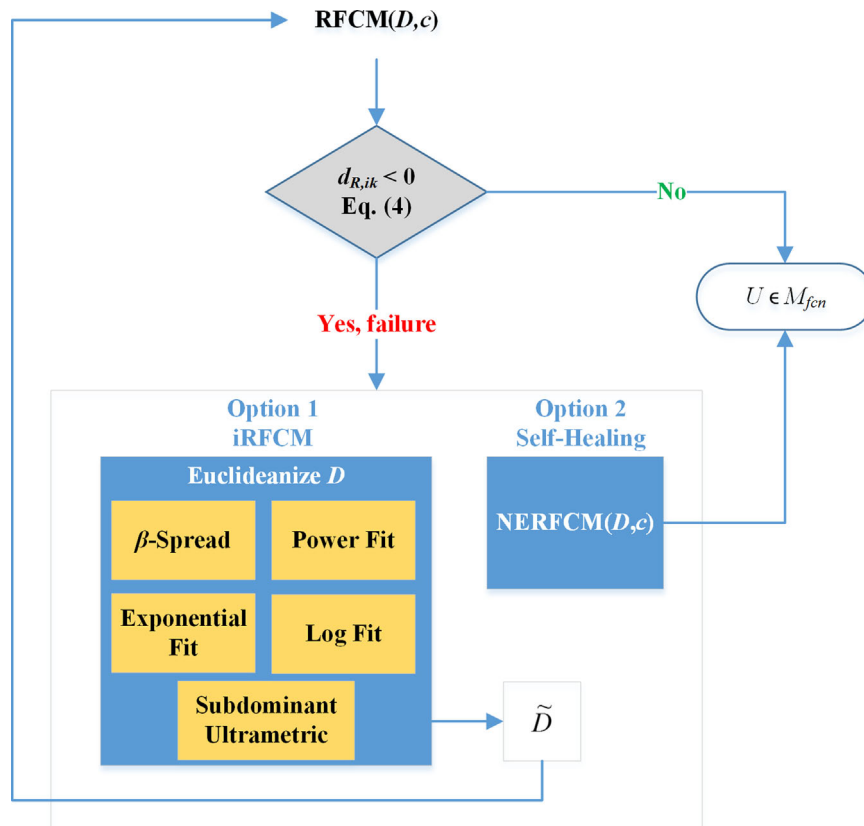 RFCM(D,c)
d_{R,ik} < 0
Eq. (4)
No
U ϵ M_{fcn}
Yes, failure
Option 1
iRFCM
Euclideanize D
β-Spread
Power Fit
Exponential
Fit
Log Fit
Subdominant
Ultrametric
Option 2
Self-Healing
NERFCM(D,c)
D̃